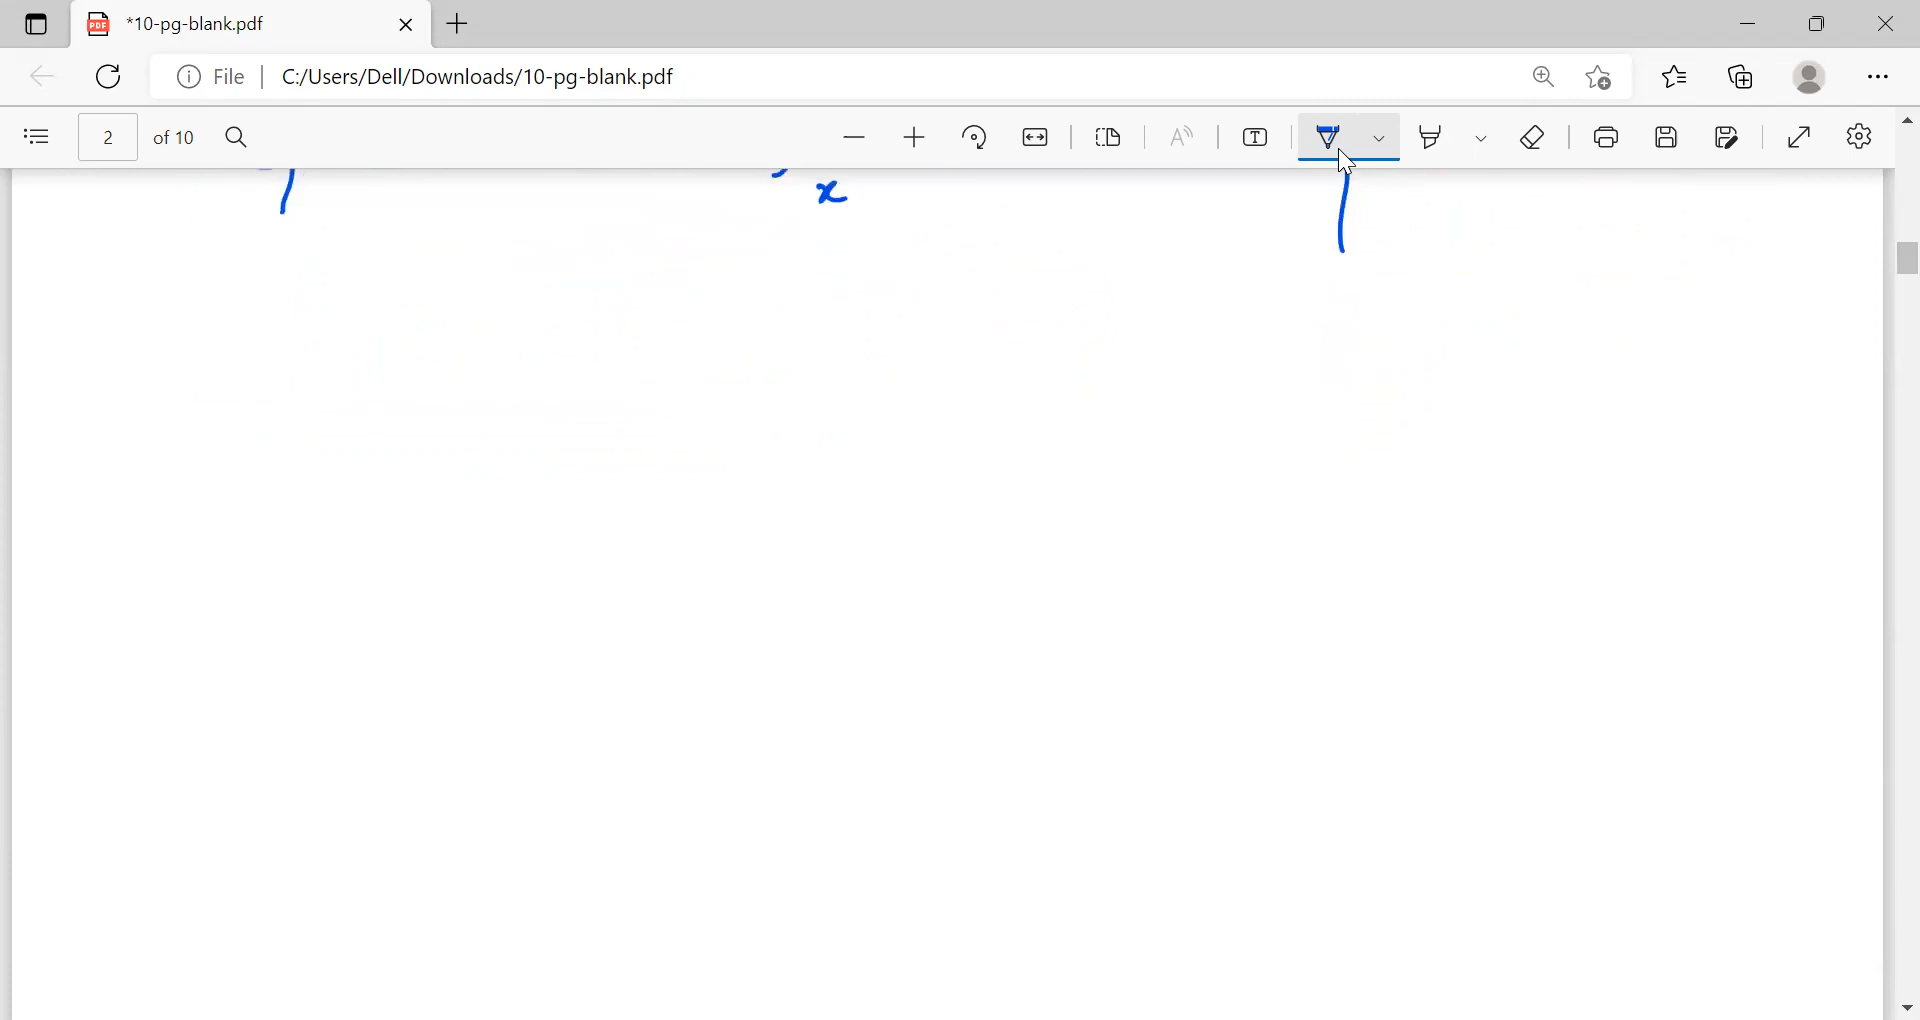 *10-pg-blank.pdf
File C:/Users/Dell/Downloads/10-pg-blank.pdf
2 of 10
x